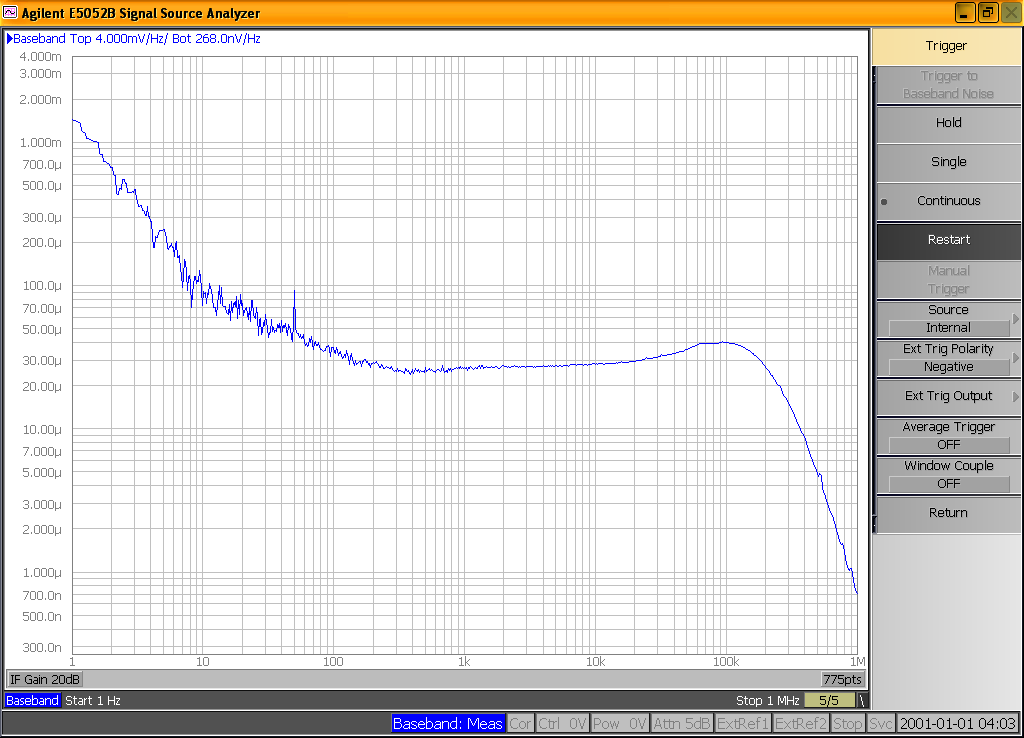 Agilent E5052B Signal Source Analyzer
Baseband Top 4.000mV/Hz/ Bot 268.0nV/Hz
4.000m
3.000m
2.000m
1.000m
700.0µ
500.0µ
300.0µ
200.0µ
100.0µ
70.00µ
50.00µ
30.00µ
20.00µ
10.00µ
7.000µ
5.000µ
3.000µ
2.000µ
1.000µ
700.0n
500.0n
300.0n
1 10 100 1k 10k 100k 1M
IF Gain 20dB 775pts
Baseband Start 1 Hz Stop 1 MHz 5/5 \
Baseband: Meas Cor Ctrl 0V Pow 0V Attn 5dB ExtRef1 ExtRef2 Stop Svc 2001-01-01 04:03
Trigger
Trigger to
Baseband Noise
Hold
Single
Continuous
Restart
Manual
Trigger
Source
Internal
Ext Trig Polarity
Negative
Ext Trig Output
Average Trigger
OFF
Window Couple
OFF
Return